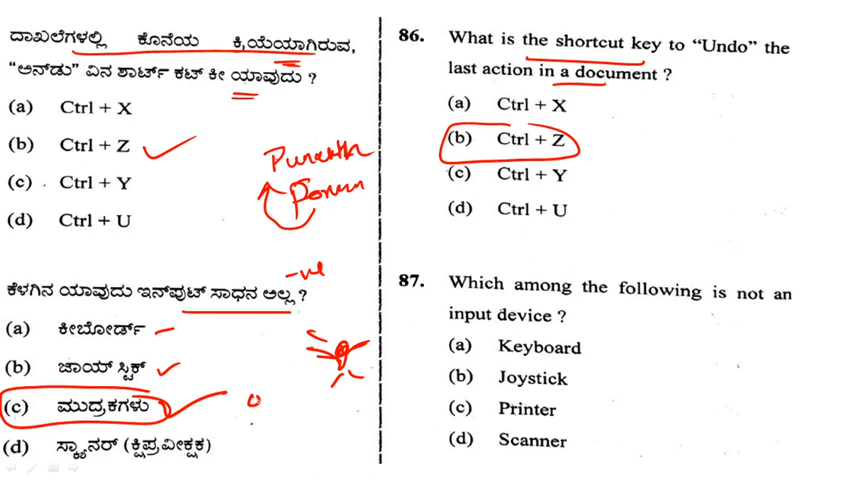 ದಾಖಲೆಗಳಲ್ಲಿ ಕೊನೆಯ ಕ್ರಿಯೆಯಾಗಿರುವ,
“ಅನ್‌ಡು” ವಿನ ಶಾರ್ಟ್ ಕಟ್ ಕೀ ಯಾವುದು ?
(a) Ctrl + X
(b) Ctrl + Z
(c) Ctrl + Y
(d) Ctrl + U
ಕೆಳಗಿನ ಯಾವುದು ಇನ್‌ಪುಟ್ ಸಾಧನ ಅಲ್ಲ ?
(a) ಕೀಬೋರ್ಡ್
(b) ಜಾಯ್ ಸ್ಟಿಕ್
(c) ಮುದ್ರಕಗಳು
(d) ಸ್ಕ್ಯಾನರ್ (ಕ್ಷಿಪ್ರವೀಕ್ಷಕ)
-ve
86. What is the shortcut key to “Undo” the
last action in a document ?
(a) Ctrl + X
(b) Ctrl + Z
(c) Ctrl + Y
(d) Ctrl + U
87. Which among the following is not an
input device ?
(a) Keyboard
(b) Joystick
(c) Printer
(d) Scanner